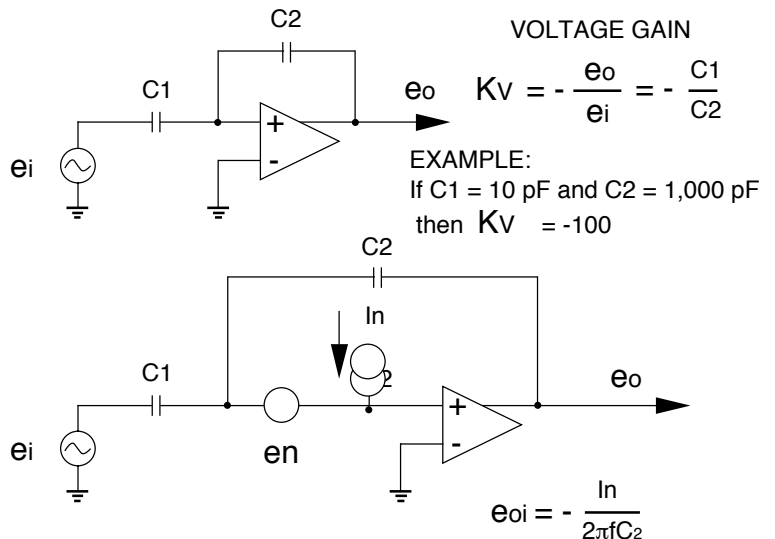 C2
VOLTAGE GAIN
C1
eo
KV = - eo/ei = - C1/C2
+
-
ei
EXAMPLE:
If C1 = 10 pF and C2 = 1,000 pF
then KV = -100
C2
In
C1
2
eo
+
-
ei
en
eoi = - In/2πfC2